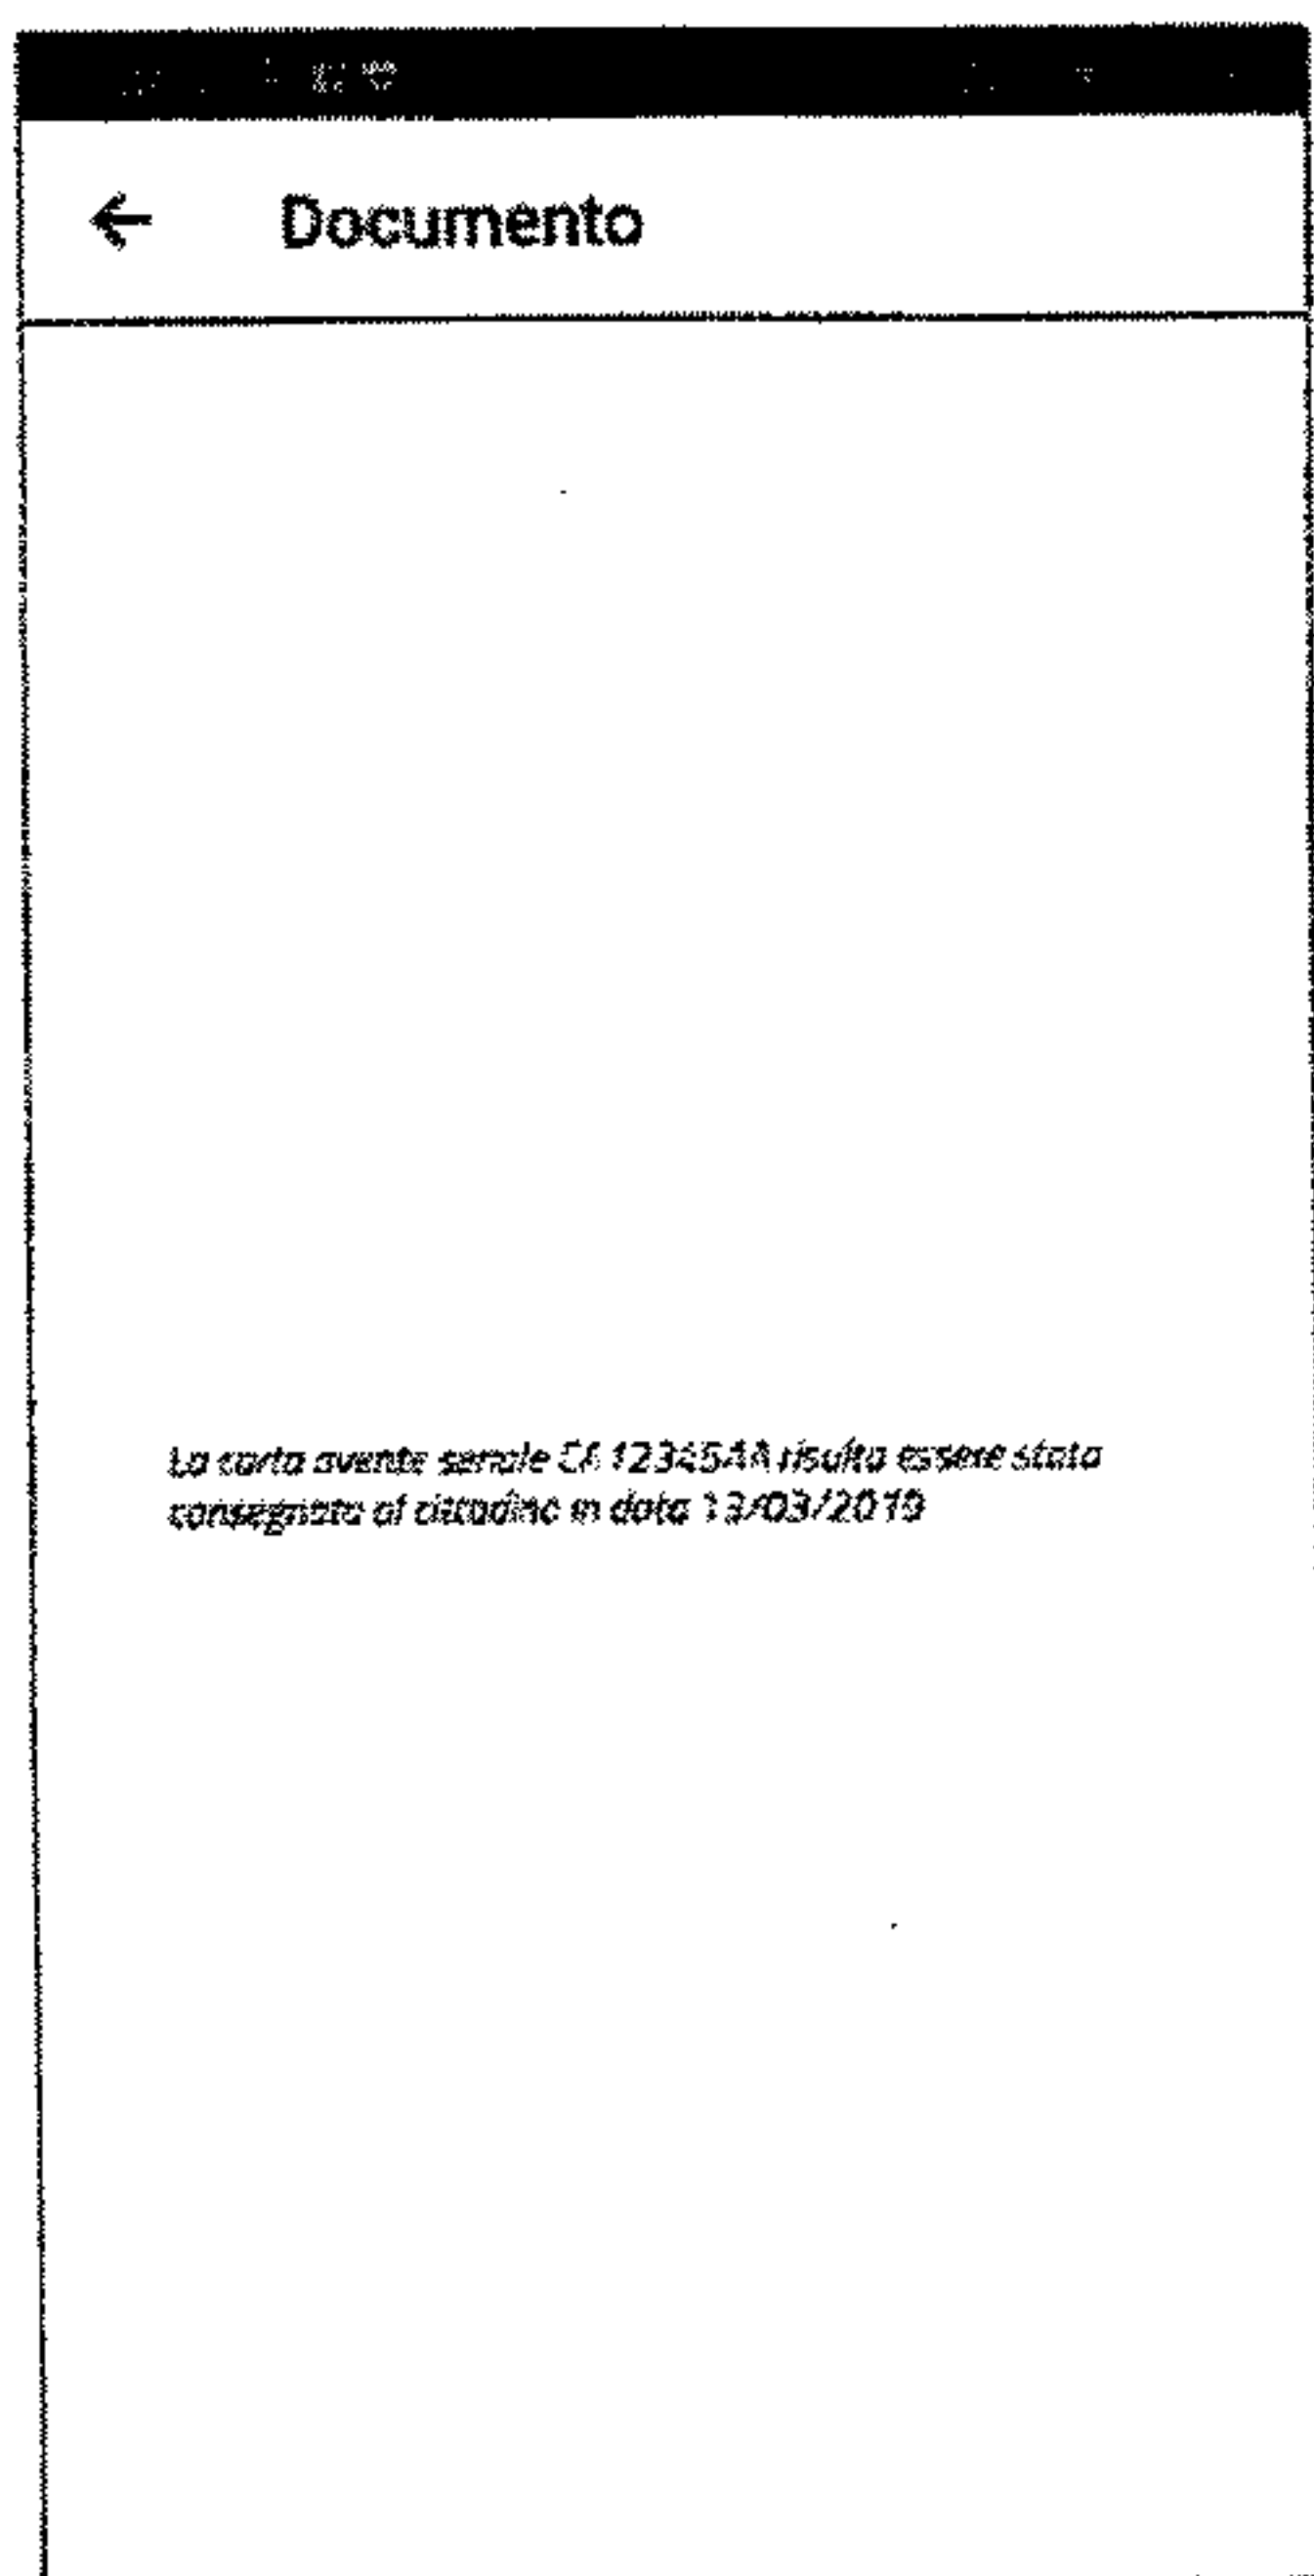 Documento
La carta avente seriale CA12345AA risulta essere stata
consegnata al cittadino in data 13/03/2019